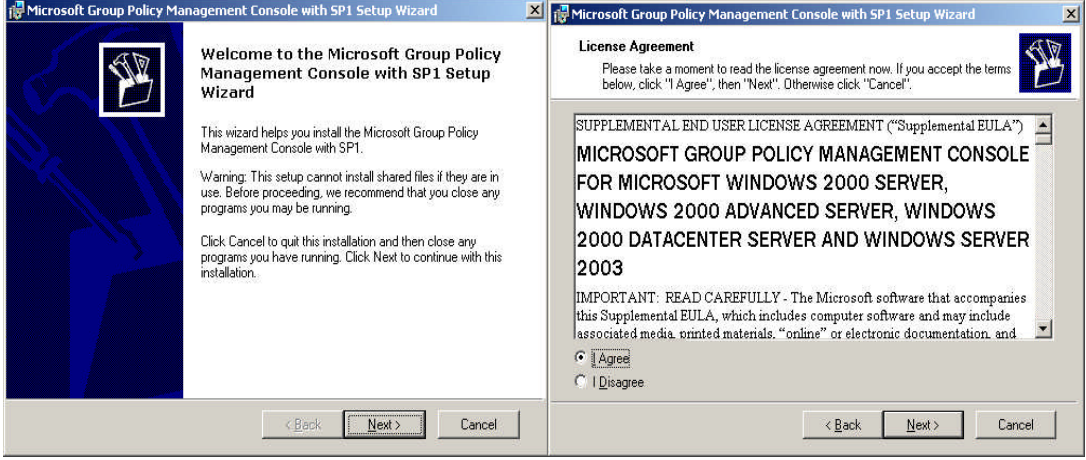 Microsoft Group Policy Management Console with SP1 Setup Wizard
Welcome to the Microsoft Group Policy
Management Console with SP1 Setup
Wizard
This wizard helps you install the Microsoft Group Policy
Management Console with SP1.
Warning: This setup cannot install shared files if they are in
use. Before proceeding, we recommend that you close any
programs you may be running.
Click Cancel to quit this installation and then close any
programs you have running. Click Next to continue with this
installation.
< Back
Next >
Cancel
Microsoft Group Policy Management Console with SP1 Setup Wizard
License Agreement
Please take a moment to read the license agreement now. If you accept the terms
below, click "I Agree", then "Next". Otherwise click "Cancel".
SUPPLEMENTAL END USER LICENSE AGREEMENT (“Supplemental EULA”)
MICROSOFT GROUP POLICY MANAGEMENT CONSOLE
FOR MICROSOFT WINDOWS 2000 SERVER,
WINDOWS 2000 ADVANCED SERVER, WINDOWS
2000 DATACENTER SERVER AND WINDOWS SERVER
2003
IMPORTANT: READ CAREFULLY - The Microsoft software that accompanies
this Supplemental EULA, which includes computer software and may include
associated media, printed materials, “online” or electronic documentation, and
I Agree
I Disagree
< Back
Next >
Cancel